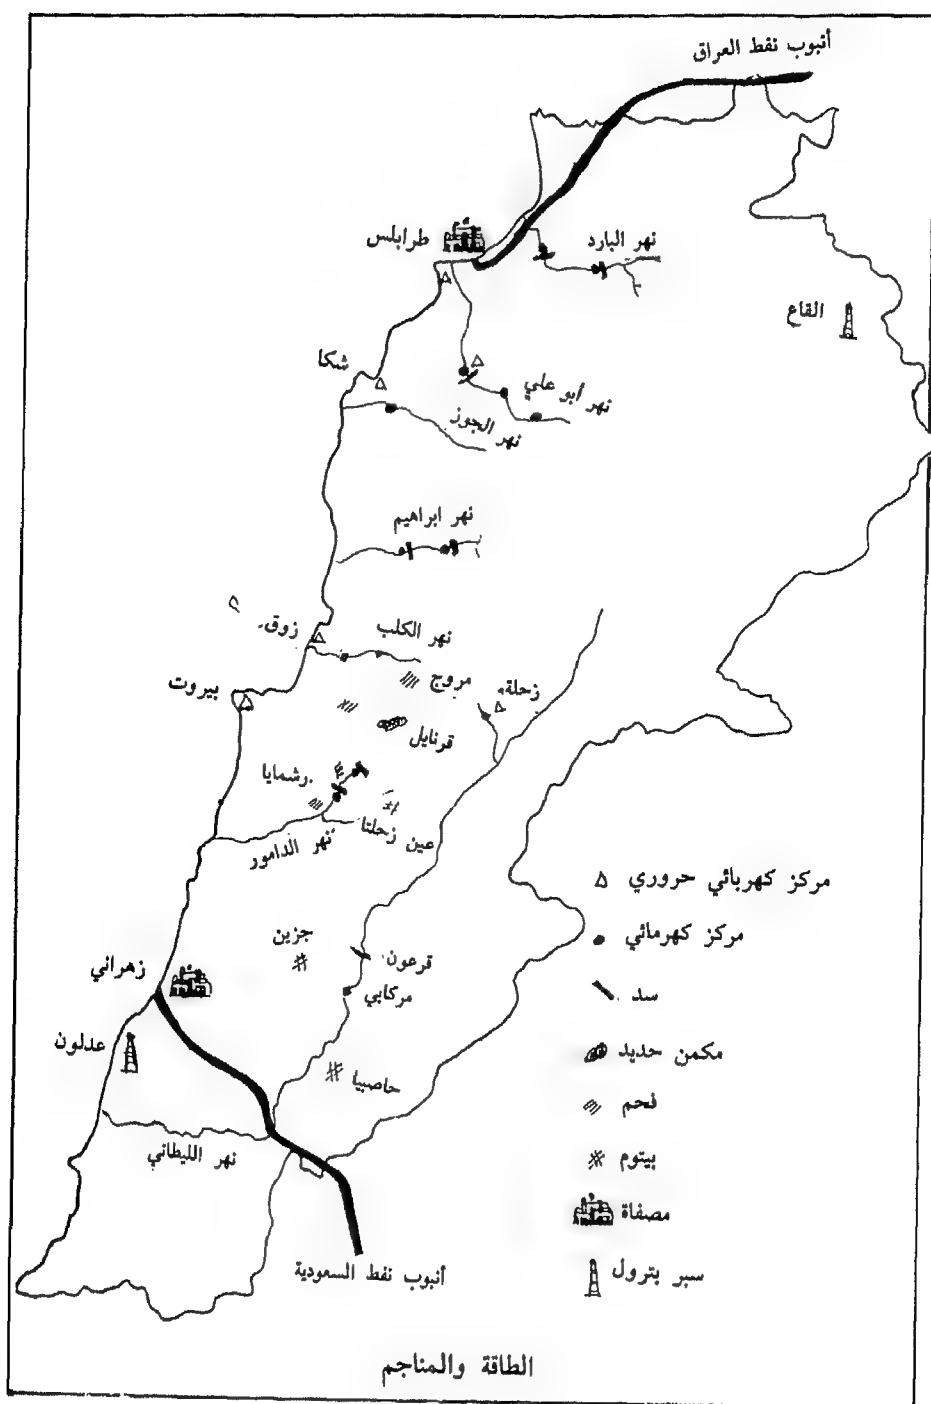 أنبوب نفط العراق
طرابلس
نهر البارد
القاع
شكا
نهر أبو علي
نهر الجوز
نهر ابراهيم
زوق
نهر الكلب
مروج
زحلة
بيروت
قرنايل
رشمايا
عين زحلتا
نهر الدامور
جزين
قرعون
مركابي
زهراني
عدلون
حاصبيا
نهر الليطاني
أنبوب نفط السعودية
مركز كهربائي حروري
مركز كهرمائي
سد
مكمن حديد
فحم
بيتوم
مصفاة
سبر بترول
الطاقة والمناجم